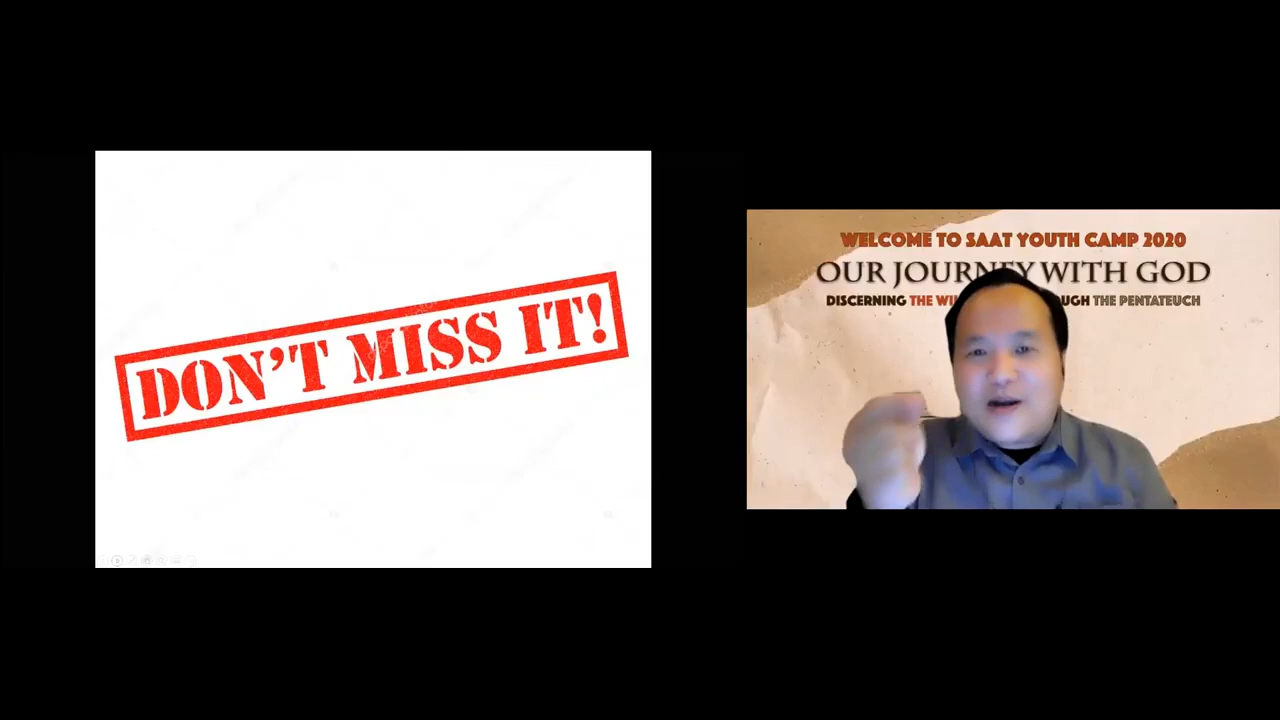 DON'T MISS IT!
WELCOME TO SAAT YOUTH CAMP 2020
OUR JOURNEY WITH GOD
DISCERNING THE THE PENTATEUCH